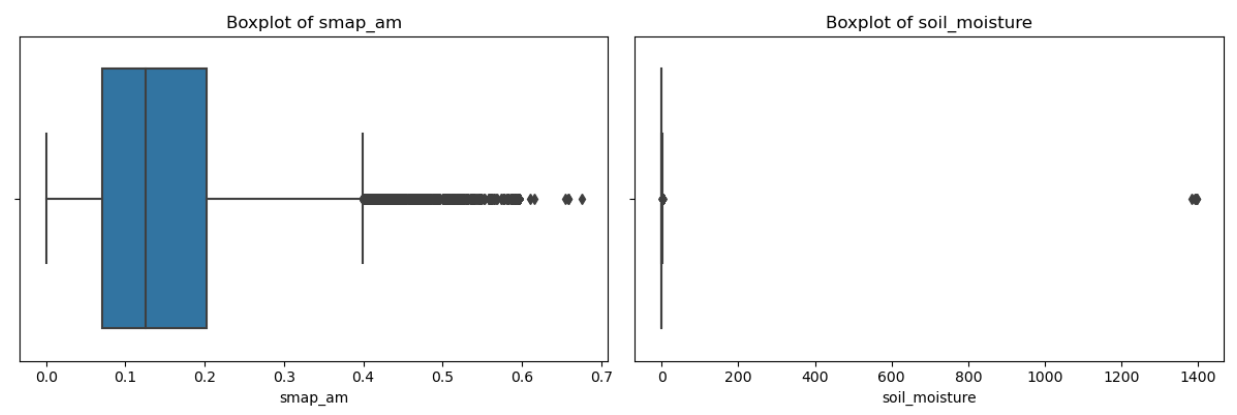 Boxplot of smap_am
Boxplot of soil_moisture
0.0 0.1 0.2 0.3 0.4 0.5 0.6 0.7
0 200 400 600 800 1000 1200 1400
smap_am
soil_moisture